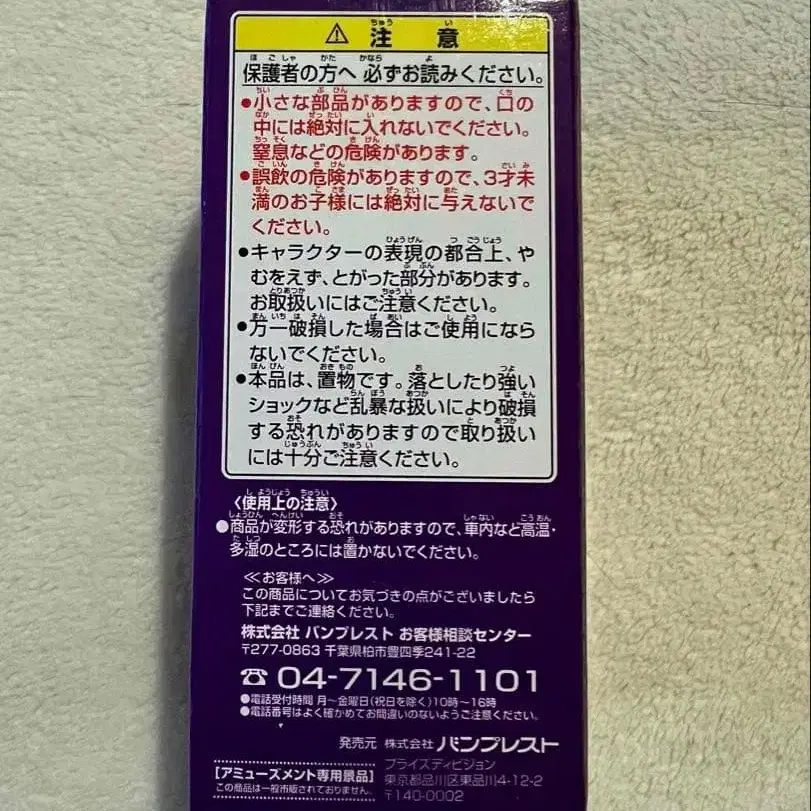 ⚠ 注意
保護者の方へ 必ずお読みください。
●小さな部品がありますので、口の
中には絶対に入れないでください。
窒息などの危険があります。
●誤飲の危険がありますので、3才未
満のお子様には絶対に与えないで
ください。
●キャラクターの表現の都合上、や
むをえず、とがった部分があります。
お取扱いにはご注意ください。
●万一破損した場合はご使用になら
ないでください。
●本品は、置物です。落としたり強い
ショックなど乱暴な扱いにより破損
する恐れがありますので取り扱い
には十分ご注意ください。
〈使用上の注意〉
●商品が変形する恐れがありますので、車内など高温・
多湿のところには置かないでください。
≪お客様へ≫
この商品についてお気づきの点がございましたら
下記までご連絡ください。
株式会社 バンプレスト お客様相談センター
〒277-0863 千葉県柏市豊四季241-22
☎ 04-7146-1101
●電話受付時間 月~金曜日(祝日を除く)10時~16時
●電話番号はよく確かめてお間違いのないようご注意ください。
発売元 株式会社 バンプレスト
プライズディビジョン
[アミューズメント専用景品]
東京都品川区東品川4-12-2
この商品は一般市販されておりません。
〒140-0002